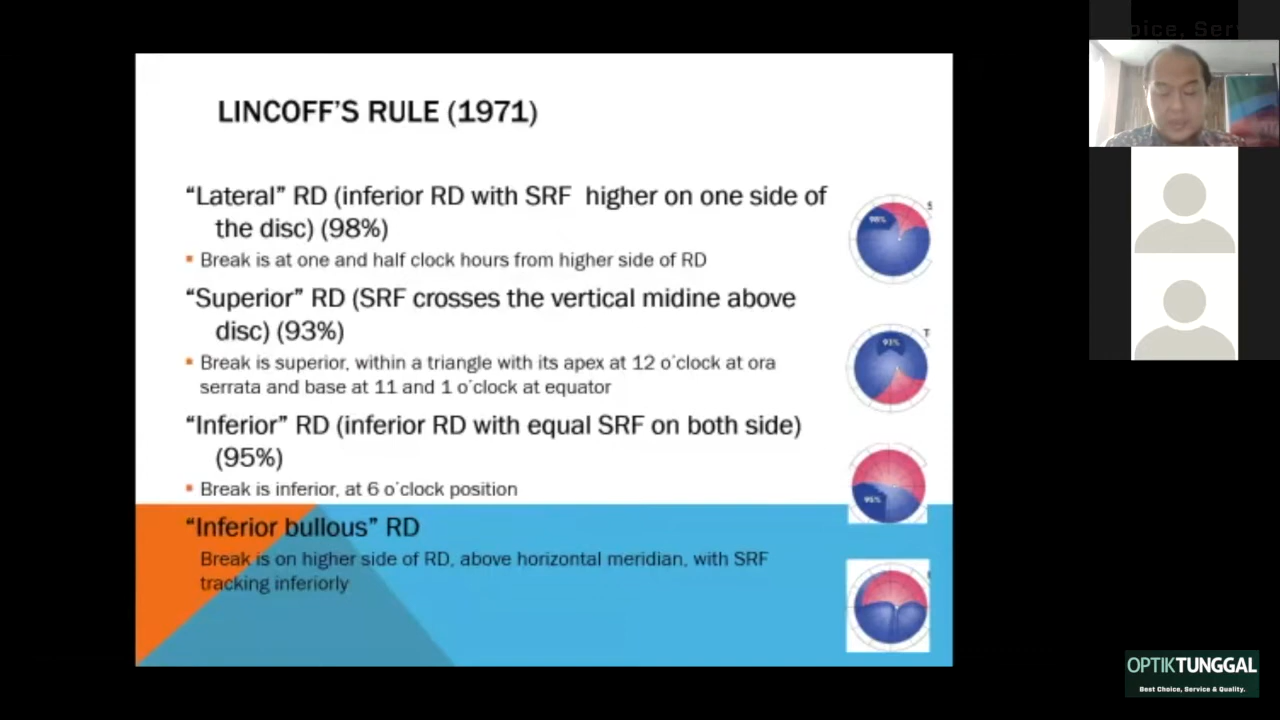 LINCOFF'S RULE (1971)
"Lateral" RD (inferior RD with SRF higher on one side of
the disc) (98%)
▪ Break is at one and half clock hours from higher side of RD
"Superior" RD (SRF crosses the vertical midine above
disc) (93%)
▪ Break is superior, within a triangle with its apex at 12 o'clock at ora
serrata and base at 11 and 1 o'clock at equator
"Inferior" RD (inferior RD with equal SRF on both side)
(95%)
▪ Break is inferior, at 6 o'clock position
"Inferior bullous" RD
Break is on higher side of RD, above horizontal meridian, with SRF
tracking inferiorly
98%
93%
95%
OPTIKTUNGGAL
Best Choice, Service & Quality.